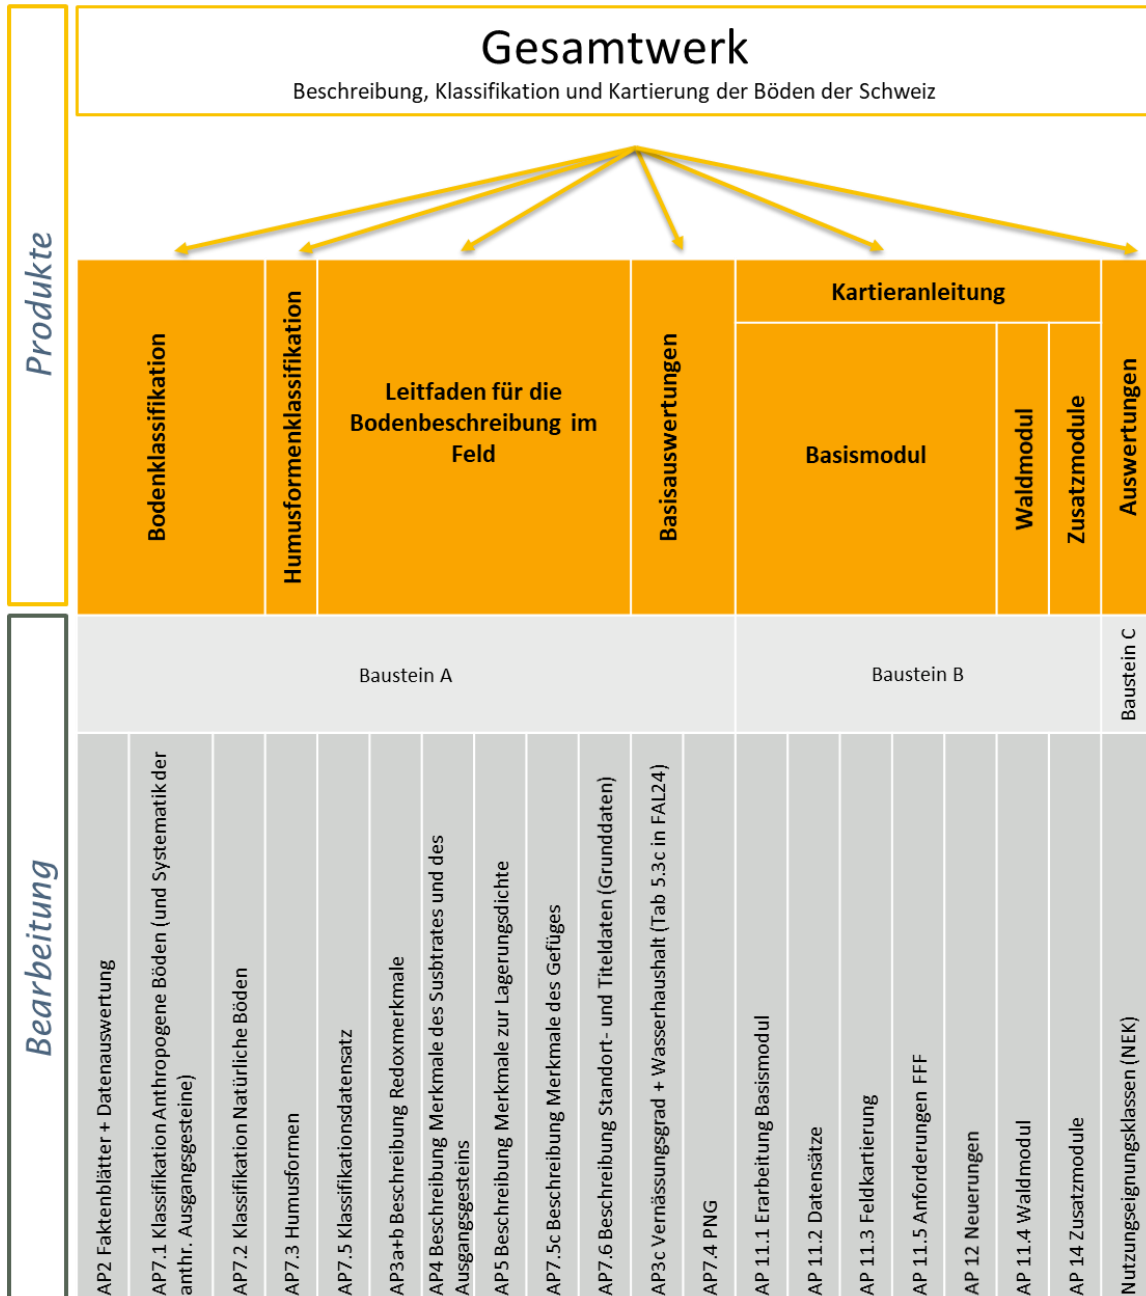 Gesamtwerk
Beschreibung, Klassifikation und Kartierung der Böden der Schweiz
Produkte
Bodenklassifikation
Humusformenklassifikation
Leitfaden für die
Bodenbeschreibung im
Feld
Basisauswertungen
Kartieranleitung
Basismodul
Waldmodul
Zusatzmodule
Auswertungen
Bearbeitung
Baustein A
Baustein B
Baustein C
AP2 Faktenblätter + Datenauswertung
AP7.1 Klassifikation Anthropogene Böden (und Systematik der
anthr. Ausgangsgesteine)
AP7.2 Klassifikation Natürliche Böden
AP7.3 Humusformen
AP7.5 Klassifikationsdatensatz
AP3a+b Beschreibung Redoxmerkmale
AP4 Beschreibung Merkmale des Susbtrates und des
Ausgangsgesteins
AP5 Beschreibung Merkmale zur Lagerungsdichte
AP7.5c Beschreibung Merkmale des Gefüges
AP7.6 Beschreibung Standort- und Titeldaten (Grunddaten)
AP3c Vernässungsgrad + Wasserhaushalt (Tab 5.3c in FAL24)
AP7.4 PNG
AP 11.1 Erarbeitung Basismodul
AP 11.2 Datensätze
AP 11.3 Feldkartierung
AP 11.5 Anforderungen FFF
AP 12 Neuerungen
AP 11.4 Waldmodul
AP 14 Zusatzmodule
Nutzungseignungsklassen (NEK)